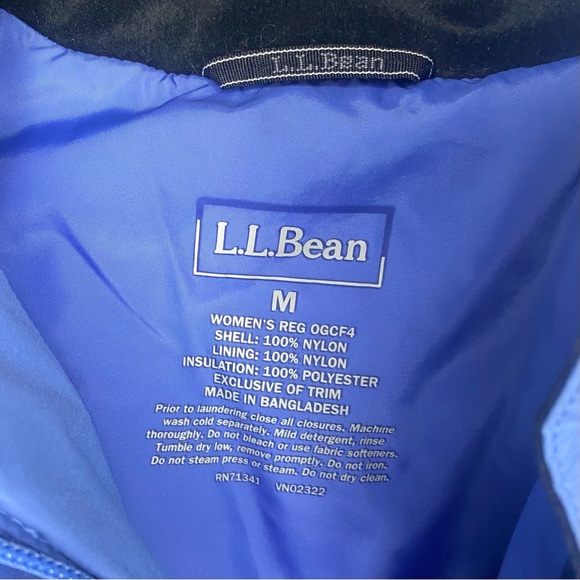 L.L.Bean
L.L.Bean
M
WOMEN'S REG OGCF4
SHELL: 100% NYLON
LINING: 100% NYLON
INSULATION: 100% POLYESTER
EXCLUSIVE OF TRIM
MADE IN BANGLADESH
Prior to laundering close all closures. Machine
wash cold separately. Mild detergent, rinse
thoroughly. Do not bleach or use fabric softeners.
Tumble dry low, remove promptly. Do not iron.
Do not steam press or steam. Do not dry clean.
RN71341 VN02322